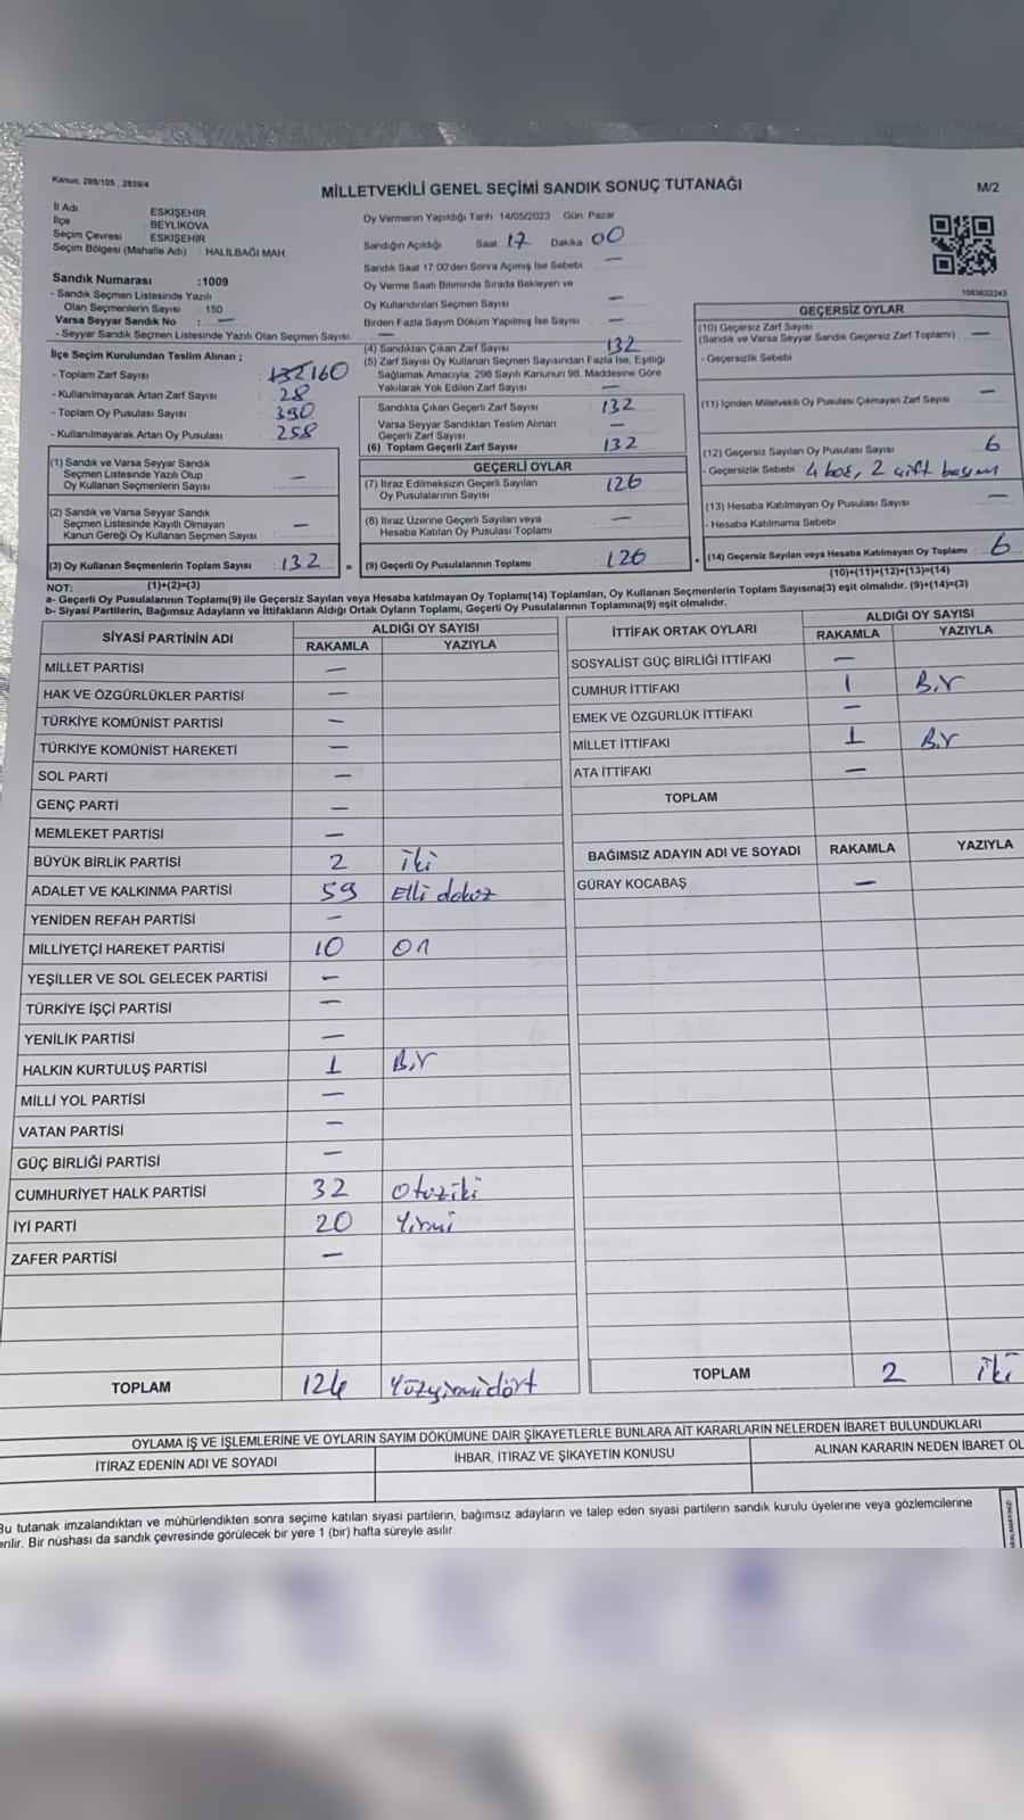 Kanun, 298/105 , 2839/4
MİLLETVEKİLİ GENEL SEÇİMİ SANDIK SONUÇ TUTANAĞI
M/2
İl Adı ESKİŞEHİR
İlçe BEYLİKOVA
Seçim Çevresi ESKİŞEHİR
Seçim Bölgesi (Mahalle Adı) HALİLBAĞI MAH.
Sandık Numarası :1009
- Sandık Seçmen Listesinde Yazılı
Olan Seçmenlerin Sayısı 150
Varsa Seyyar Sandık No : —
- Seyyar Sandık Seçmen Listesinde Yazılı Olan Seçmen Sayısı —
İlçe Seçim Kurulundan Teslim Alınan ;
- Toplam Zarf Sayısı 132 160
- Kullanılmayarak Artan Zarf Sayısı 28
- Toplam Oy Pusulası Sayısı 390
- Kullanılmayarak Artan Oy Pusulası 258
(1) Sandık ve Varsa Seyyar Sandık
Seçmen Listesinde Yazılı Olup
Oy Kullanan Seçmenlerin Sayısı —
(2) Sandık ve Varsa Seyyar Sandık
Seçmen Listesinde Kayıtlı Olmayan
Kanun Gereği Oy Kullanan Seçmen Sayısı —
(3) Oy Kullanan Seçmenlerin Toplam Sayısı 132
(1)+(2)=(3)
Oy Vermenin Yapıldığı Tarih 14/05/2023 Gün Pazar
Sandığın Açıldığı Saat 17 Dakika 00
Sandık Saat 17:00'den Sonra Açılmış İse Sebebi —
Oy Verme Saati Bitiminde Sırada Bekleyen ve
Oy Kullandırılan Seçmen Sayısı —
Birden Fazla Sayım Döküm Yapılmış İse Sayısı —
(4) Sandıktan Çıkan Zarf Sayısı 132
(5) Zarf Sayısı Oy Kullanan Seçmen Sayısından Fazla İse, Eşitliği
Sağlamak Amacıyla, 298 Sayılı Kanunun 98. Maddesine Göre
Yakılarak Yok Edilen Zarf Sayısı —
Sandıkta Çıkan Geçerli Zarf Sayısı 132
Varsa Seyyar Sandıktan Teslim Alınan
Geçerli Zarf Sayısı —
(6) Toplam Geçerli Zarf Sayısı 132
GEÇERLİ OYLAR
(7) İtiraz Edilmeksizin Geçerli Sayılan
Oy Pusulalarının Sayısı 126
(8) İtiraz Üzerine Geçerli Sayılan veya
Hesaba Katılan Oy Pusulası Toplamı —
(9) Geçerli Oy Pusulalarının Toplamı 126
1083802243
GEÇERSİZ OYLAR
(10) Geçersiz Zarf Sayısı
(Sandık ve Varsa Seyyar Sandık Geçersiz Zarf Toplamı) —
- Geçersizlik Sebebi
(11) İçinden Milletvekili Oy Pusulası Çıkmayan Zarf Sayısı —
(12) Geçersiz Sayılan Oy Pusulası Sayısı 6
- Geçersizlik Sebebi 4 boş, 2 çift basım
(13) Hesaba Katılmayan Oy Pusulası Sayısı —
- Hesaba Katılmama Sebebi
(14) Geçersiz Sayılan veya Hesaba Katılmayan Oy Toplamı 6
(10)+(11)+(12)+(13)=(14)
NOT:
a- Geçerli Oy Pusulalarının Toplamı(9) ile Geçersiz Sayılan veya Hesaba katılmayan Oy Toplamı(14) Toplamları, Oy Kullanan Seçmenlerin Toplam Sayısına(3) eşit olmalıdır. (9)+(14)=(3)
b- Siyasi Partilerin, Bağımsız Adayların ve İttifakların Aldığı Ortak Oyların Toplamı, Geçerli Oy Pusulalarının Toplamına(9) eşit olmalıdır.
SİYASİ PARTİNİN ADI ALDIĞI OY SAYISI
RAKAMLA YAZIYLA
MİLLET PARTİSİ —
HAK VE ÖZGÜRLÜKLER PARTİSİ —
TÜRKİYE KOMÜNİST PARTİSİ —
TÜRKİYE KOMÜNİST HAREKETİ —
SOL PARTİ —
GENÇ PARTİ —
MEMLEKET PARTİSİ —
BÜYÜK BİRLİK PARTİSİ 2 iki
ADALET VE KALKINMA PARTİSİ 59 Elli dokuz
YENİDEN REFAH PARTİSİ —
MİLLİYETÇİ HAREKET PARTİSİ 10 on
YEŞİLLER VE SOL GELECEK PARTİSİ —
TÜRKİYE İŞÇİ PARTİSİ —
YENİLİK PARTİSİ —
HALKIN KURTULUŞ PARTİSİ 1 Bir
MİLLİ YOL PARTİSİ —
VATAN PARTİSİ —
GÜÇ BİRLİĞİ PARTİSİ —
CUMHURİYET HALK PARTİSİ 32 Otuziki
İYİ PARTİ 20 Yirmi
ZAFER PARTİSİ —
TOPLAM 124 Yüzyirmidört
İTTİFAK ORTAK OYLARI ALDIĞI OY SAYISI
RAKAMLA YAZIYLA
SOSYALİST GÜÇ BİRLİĞİ İTTİFAKI —
CUMHUR İTTİFAKI 1 Bir
EMEK VE ÖZGÜRLÜK İTTİFAKI —
MİLLET İTTİFAKI 1 Bir
ATA İTTİFAKI —
TOPLAM
BAĞIMSIZ ADAYIN ADI VE SOYADI RAKAMLA YAZIYLA
GÜRAY KOCABAŞ —
TOPLAM 2 iki
OYLAMA İŞ VE İŞLEMLERİNE VE OYLARIN SAYIM DÖKÜMÜNE DAİR ŞİKAYETLERLE BUNLARA AİT KARARLARIN NELERDEN İBARET BULUNDUKLARI
İTİRAZ EDENİN ADI VE SOYADI İHBAR, İTİRAZ VE ŞİKAYETİN KONUSU ALINAN KARARIN NEDEN İBARET OL
Bu tutanak imzalandıktan ve mühürlendikten sonra seçime katılan siyasi partilerin, bağımsız adayların ve talep eden siyasi partilerin sandık kurulu üyelerine veya gözlemcilerine
erilir. Bir nüshası da sandık çevresinde görülecek bir yere 1 (bir) hafta süreyle asılır.